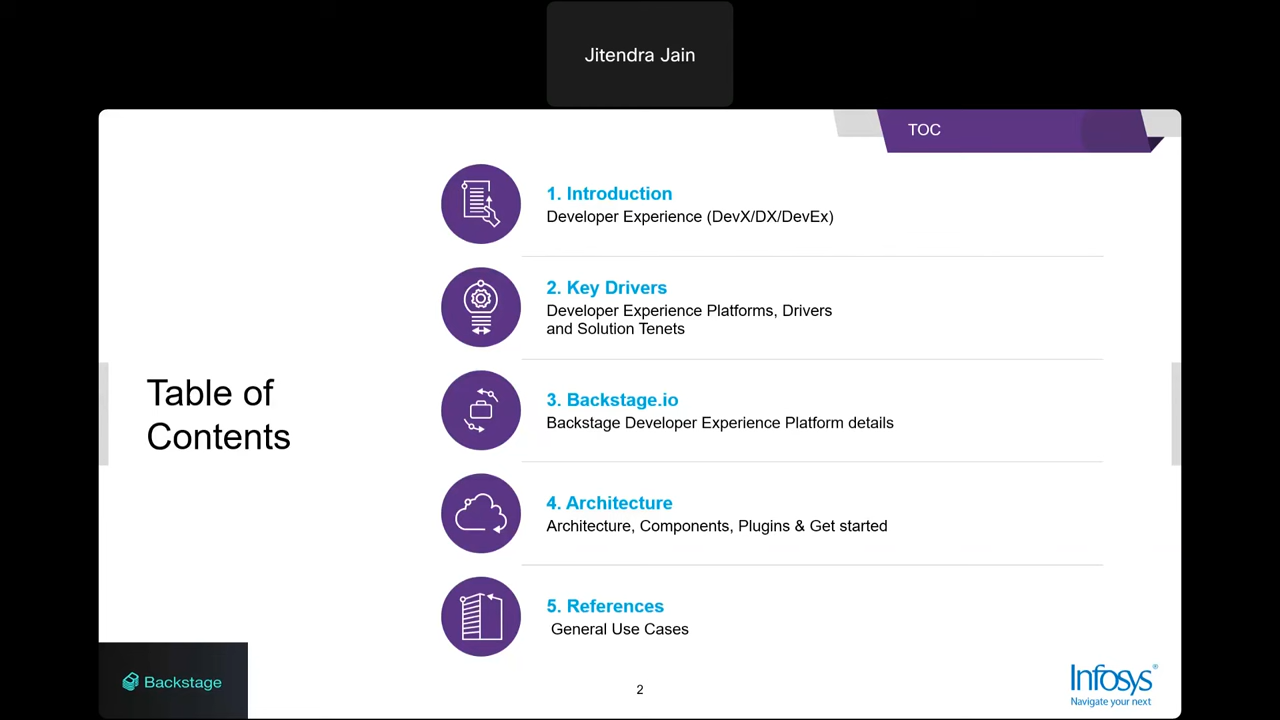 Jitendra Jain
TOC
1. Introduction
Developer Experience (DevX/DX/DevEx)
2. Key Drivers
Developer Experience Platforms, Drivers
and Solution Tenets
Table of
Contents
3. Backstage.io
Backstage Developer Experience Platform details
4. Architecture
Architecture, Components, Plugins & Get started
5. References
General Use Cases
Backstage
2
Infosys®
Navigate your next